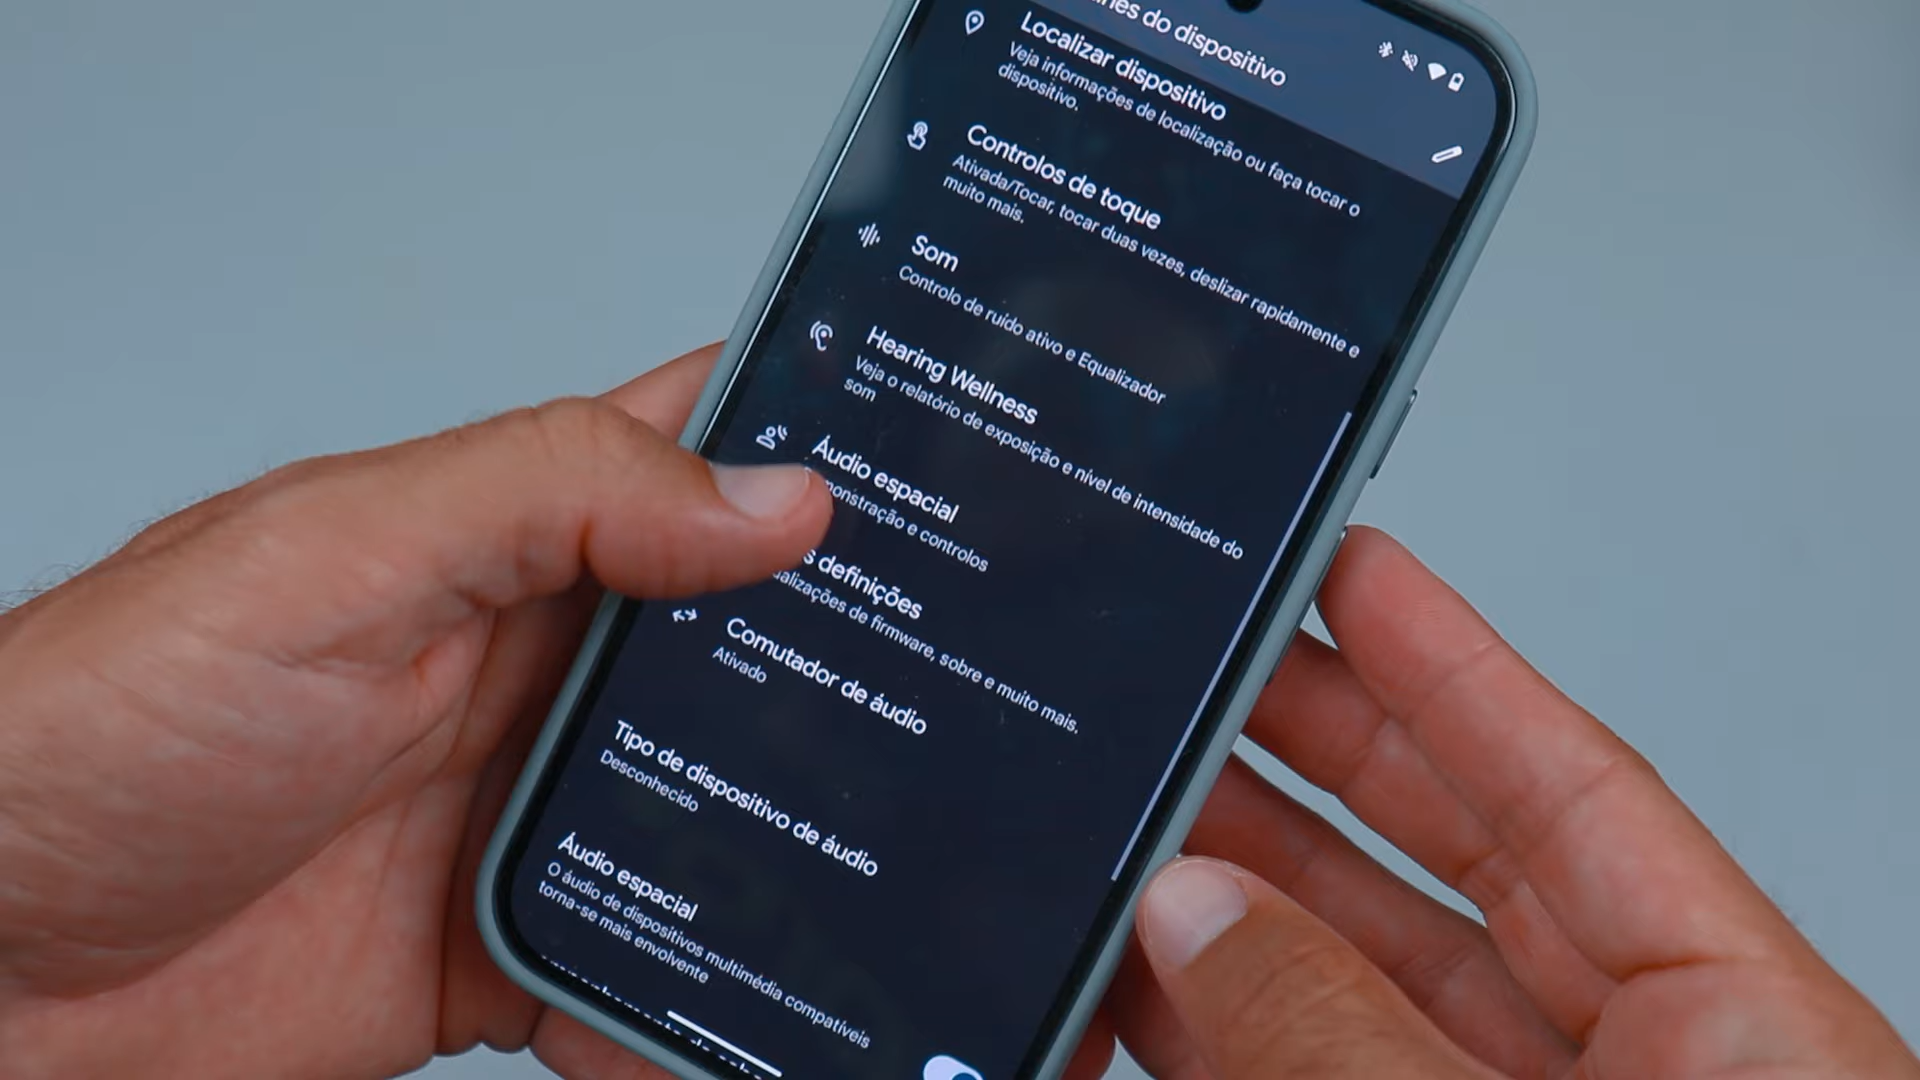 do dispositivo
Localizar dispositivo
Veja informações de localização ou faça tocar o
dispositivo.
Controlos de toque
Ativada/Tocar, tocar duas vezes, deslizar rapidamente e
muito mais.
Som
Controlo de ruído ativo e Equalizador
Hearing Wellness
Veja o relatório de exposição e nível de intensidade do
som
Áudio espacial
e controlos
definições
de firmware, sobre e muito mais.
Comutador de áudio
Ativado
Tipo de dispositivo de áudio
Desconhecido
Áudio espacial
O áudio de dispositivos multimédia compatíveis
torna-se mais envolvente